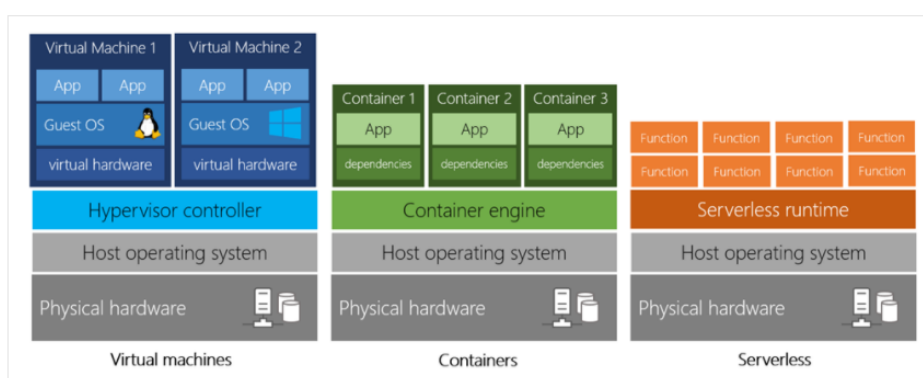 Virtual Machine 1
App App
Guest OS
virtual hardware
Virtual Machine 2
App App
Guest OS
virtual hardware
Hypervisor controller
Host operating system
Physical hardware
Virtual machines
Container 1
App
dependencies
Container 2
App
dependencies
Container 3
App
dependencies
Container engine
Host operating system
Physical hardware
Containers
Function Function Function Function
Function Function Function Function
Serverless runtime
Host operating system
Physical hardware
Serverless